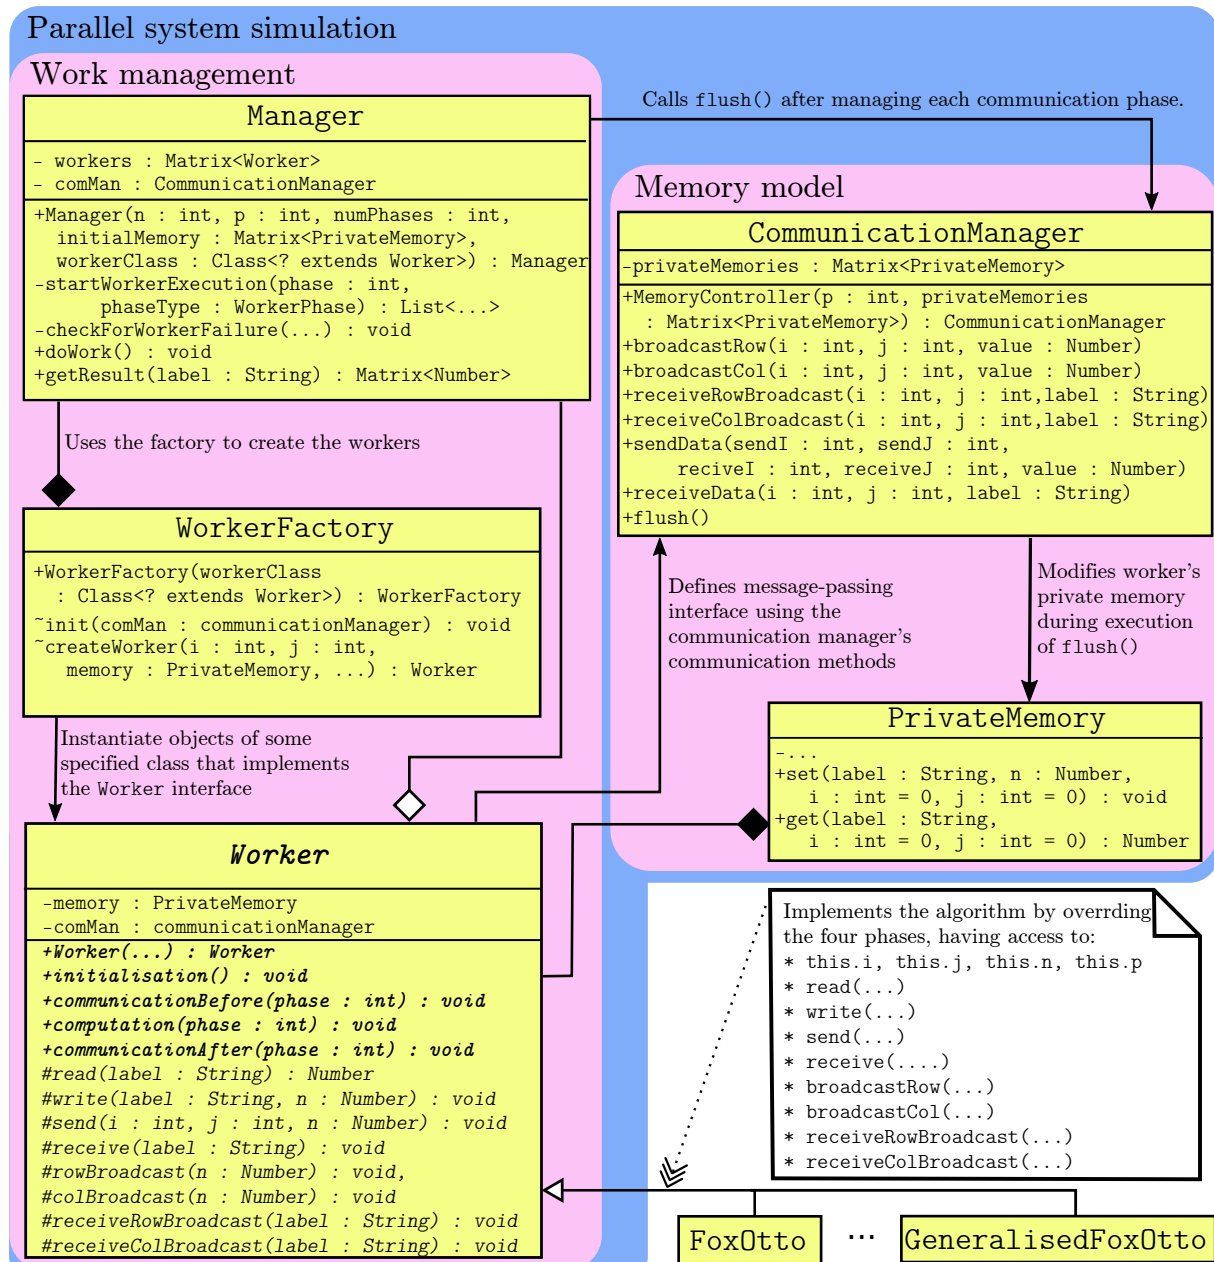 Parallel system simulation
Work management
Manager
- workers : Matrix<Worker>
- comMan : CommunicationManager
+Manager(n : int, p : int, numPhases : int,
initialMemory : Matrix<PrivateMemory>,
workerClass : Class<? extends Worker>) : Manager
-startWorkerExecution(phase : int,
phaseType : WorkerPhase) : List<...>
-checkForWorkerFailure(...) : void
+doWork() : void
+getResult(label : String) : Matrix<Number>
Calls flush() after managing each communication phase.
Uses the factory to create the workers
WorkerFactory
+WorkerFactory(workerClass
: Class<? extends Worker>) : WorkerFactory
~init(comMan : communicationManager) : void
~createWorker(i : int, j : int,
memory : PrivateMemory, ...) : Worker
Instantiate objects of some
specified class that implements
the Worker interface
Worker
-memory : PrivateMemory
-comMan : communicationManager
+Worker(...) : Worker
+initialisation() : void
+communicationBefore(phase : int) : void
+computation(phase : int) : void
+communicationAfter(phase : int) : void
#read(label : String) : Number
#write(label : String, n : Number) : void
#send(i : int, j : int, n : Number) : void
#receive(label : String) : void
#rowBroadcast(n : Number) : void,
#colBroadcast(n : Number) : void
#receiveRowBroadcast(label : String) : void
#receiveColBroadcast(label : String) : void
Memory model
CommunicationManager
-privateMemories : Matrix<PrivateMemory>
+MemoryController(p : int, privateMemories
: Matrix<PrivateMemory>) : CommunicationManager
+broadcastRow(i : int, j : int, value : Number)
+broadcastCol(i : int, j : int, value : Number)
+receiveRowBroadcast(i : int, j : int,label : String)
+receiveColBroadcast(i : int, j : int,label : String)
+sendData(sendI : int, sendJ : int,
reciveI : int, receiveJ : int, value : Number)
+receiveData(i : int, j : int, label : String)
+flush()
Defines message-passing
interface using the
communication manager's
communication methods
Modifies worker's
private memory
during execution
of flush()
PrivateMemory
-...
+set(label : String, n : Number,
i : int = 0, j : int = 0) : void
+get(label : String,
i : int = 0, j : int = 0) : Number
Implements the algorithm by overrding
the four phases, having access to:
* this.i, this.j, this.n, this.p
* read(...)
* write(...)
* send(...)
* receive(....)
* broadcastRow(...)
* broadcastCol(...)
* receiveRowBroadcast(...)
* receiveColBroadcast(...)
FoxOtto ... GeneralisedFoxOtto